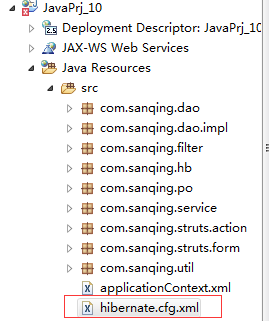 JavaPrj_10
Deployment Descriptor: JavaPrj_10
JAX-WS Web Services
Java Resources
src
com.sanqing.dao
com.sanqing.dao.impl
com.sanqing.filter
com.sanqing.hb
com.sanqing.po
com.sanqing.service
com.sanqing.struts.action
com.sanqing.struts.form
com.sanqing.util
applicationContext.xml
hibernate.cfg.xml